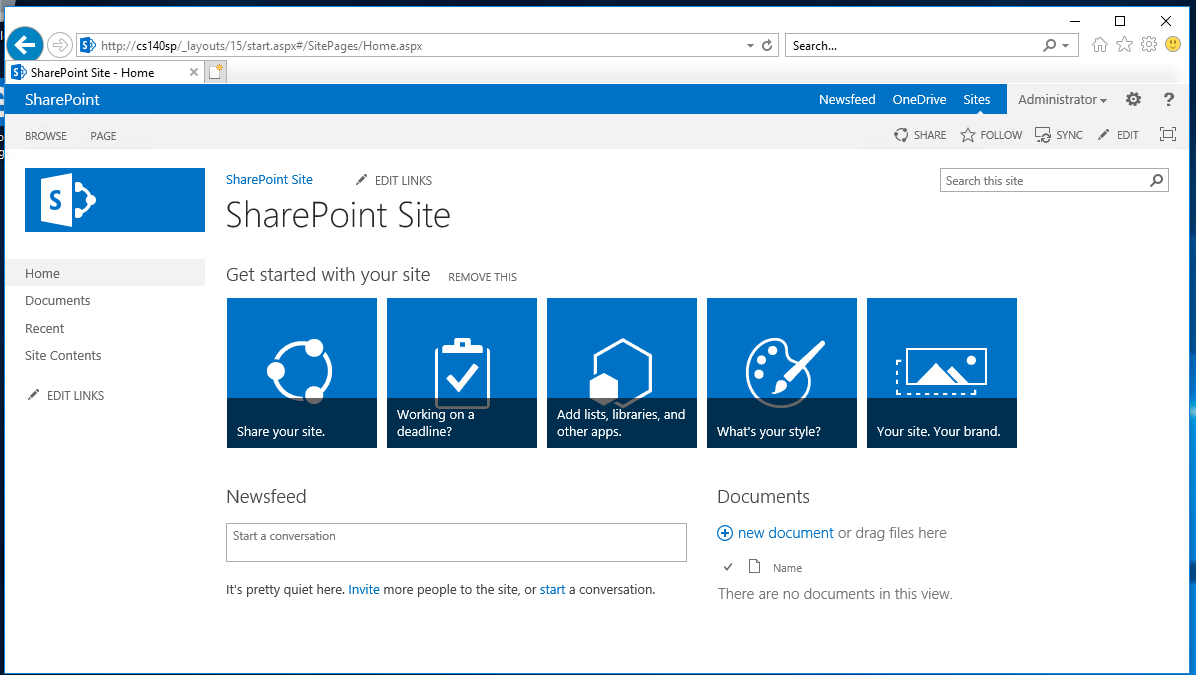 http://cs140sp/_layouts/15/start.aspx#/SitePages/Home.aspx
Search...
SharePoint Site - Home
SharePoint
Newsfeed
OneDrive
Sites
Administrator
?
BROWSE
PAGE
SHARE
FOLLOW
SYNC
EDIT
S
SharePoint Site
EDIT LINKS
Search this site
SharePoint Site
Home
Documents
Recent
Site Contents
EDIT LINKS
Get started with your site
REMOVE THIS
Share your site.
Working on a
deadline?
Add lists, libraries, and
other apps.
What's your style?
Your site. Your brand.
Newsfeed
Start a conversation
It's pretty quiet here. Invite more people to the site, or start a conversation.
Documents
new document or drag files here
Name
There are no documents in this view.